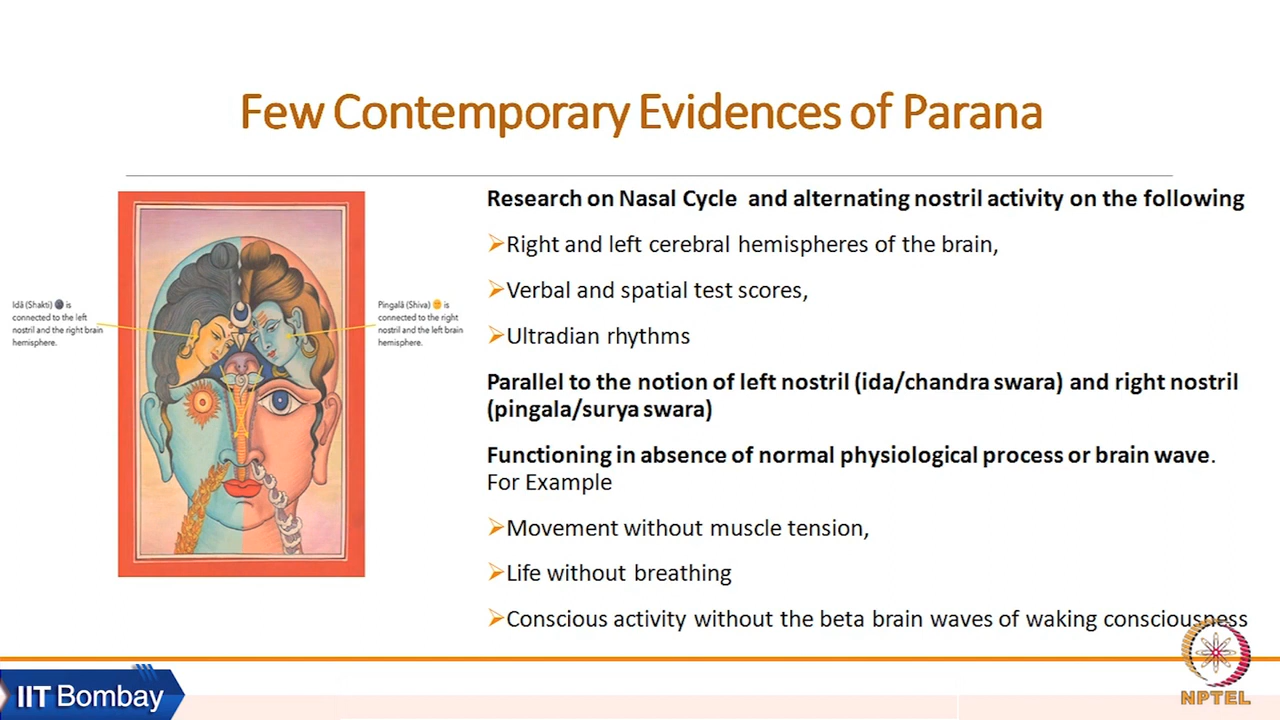 Few Contemporary Evidences of Parana
Idā (Shakti) is
connected to the left
nostril and the right brain
hemisphere.
Pingalā (Shiva) is
connected to the right
nostril and the left brain
hemisphere.
Research on Nasal Cycle and alternating nostril activity on the following
➢Right and left cerebral hemispheres of the brain,
➢Verbal and spatial test scores,
➢Ultradian rhythms
Parallel to the notion of left nostril (ida/chandra swara) and right nostril
(pingala/surya swara)
Functioning in absence of normal physiological process or brain wave.
For Example
➢Movement without muscle tension,
➢Life without breathing
➢Conscious activity without the beta brain waves of waking consciousness
IIT Bombay
NPTEL